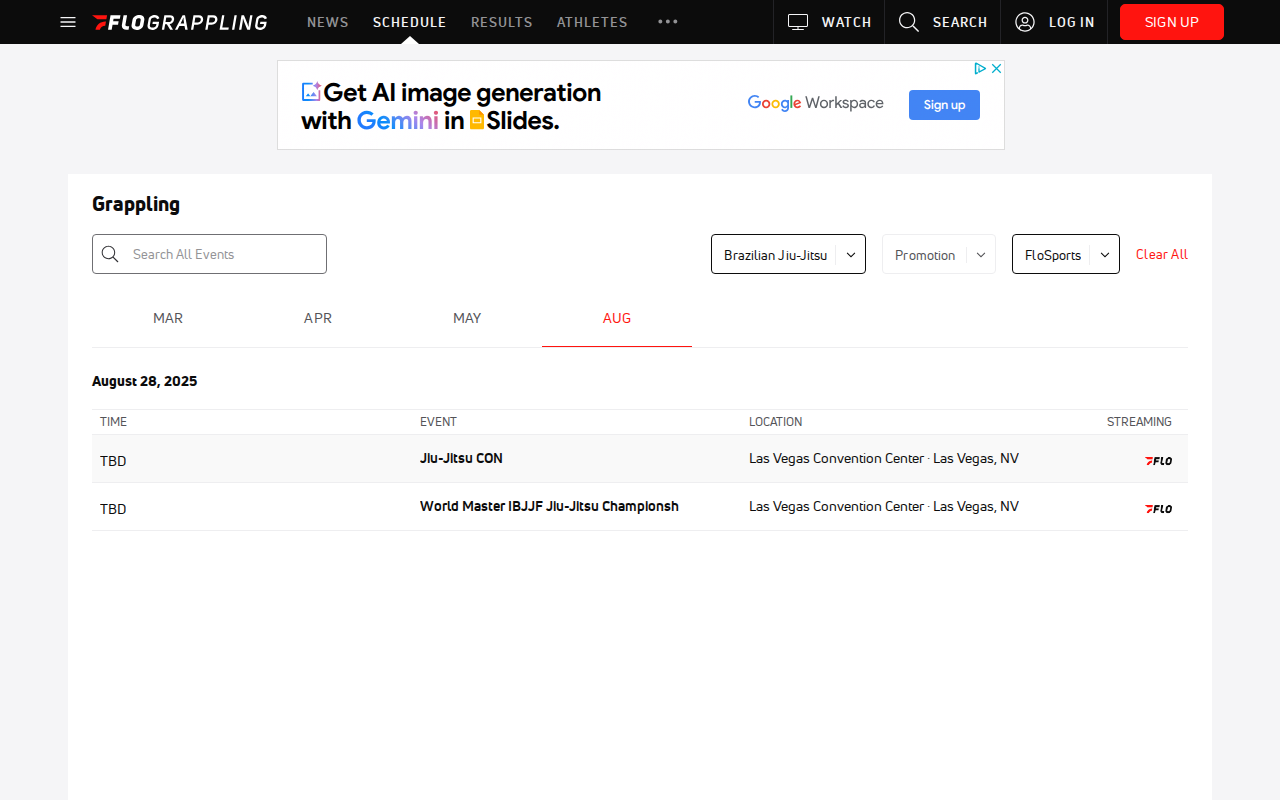 FLOGRAPPLING NEWS SCHEDULE RESULTS ATHLETES WATCH SEARCH LOG IN SIGN UP
Get AI image generation
with Gemini in Slides.
Google Workspace
Sign up
Grappling
Search All Events
Brazilian Jiu-Jitsu
Promotion
FloSports
Clear All
MAR APR MAY AUG
August 28, 2025
TIME EVENT LOCATION STREAMING
TBD Jiu-Jitsu CON Las Vegas Convention Center · Las Vegas, NV FLO
TBD World Master IBJJF Jiu-Jitsu Championsh Las Vegas Convention Center · Las Vegas, NV FLO